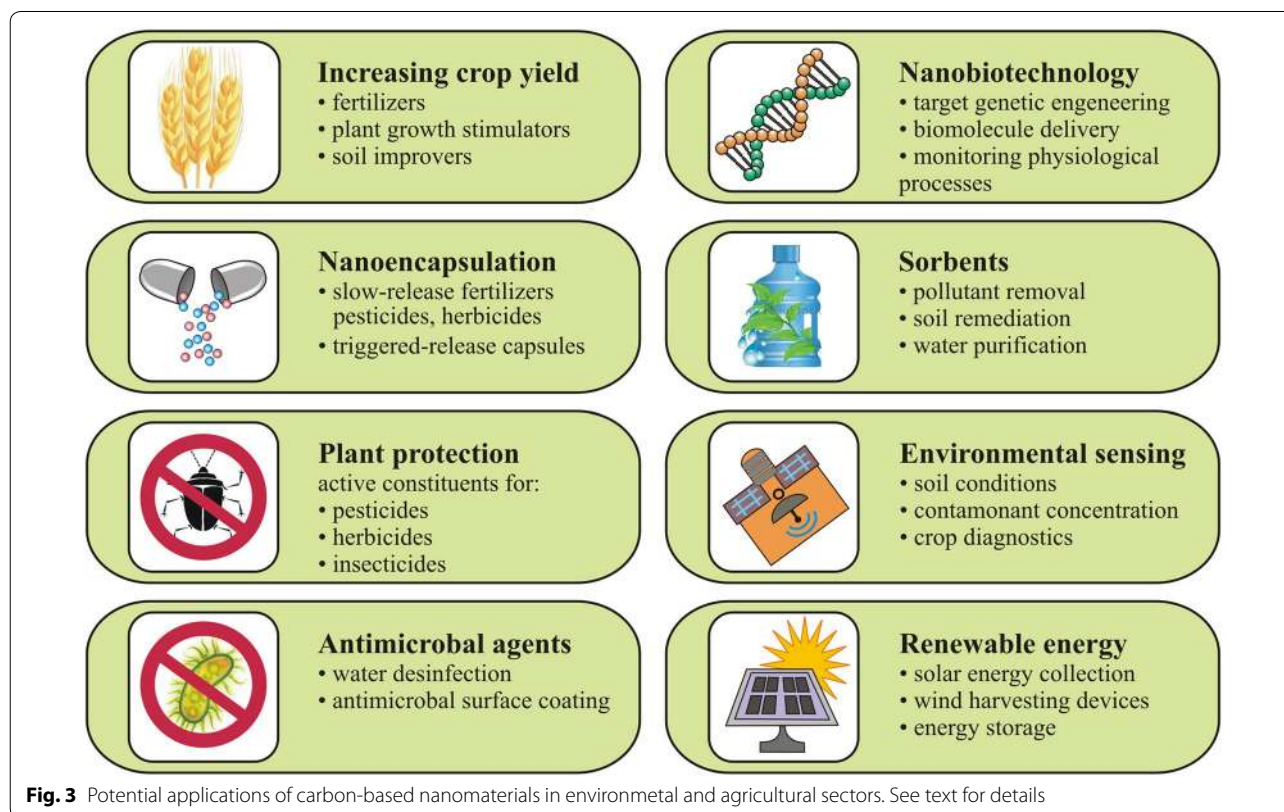 Increasing crop yield
• fertilizers
• plant growth stimulators
• soil improvers
Nanobiotechnology
• target genetic engeneering
• biomolecule delivery
• monitoring physiological
processes
Nanoencapsulation
• slow-release fertilizers
pesticides, herbicides
• triggered-release capsules
Sorbents
• pollutant removal
• soil remediation
• water purification
Plant protection
active constituents for:
• pesticides
• herbicides
• insecticides
Environmental sensing
• soil conditions
• contamonant concentration
• crop diagnostics
Antimicrobial agents
• water desinfection
• antimicrobial surface coating
Renewable energy
• solar energy collection
• wind harvesting devices
• energy storage
Fig. 3 Potential applications of carbon-based nanomaterials in environmetal and agricultural sectors. See text for details